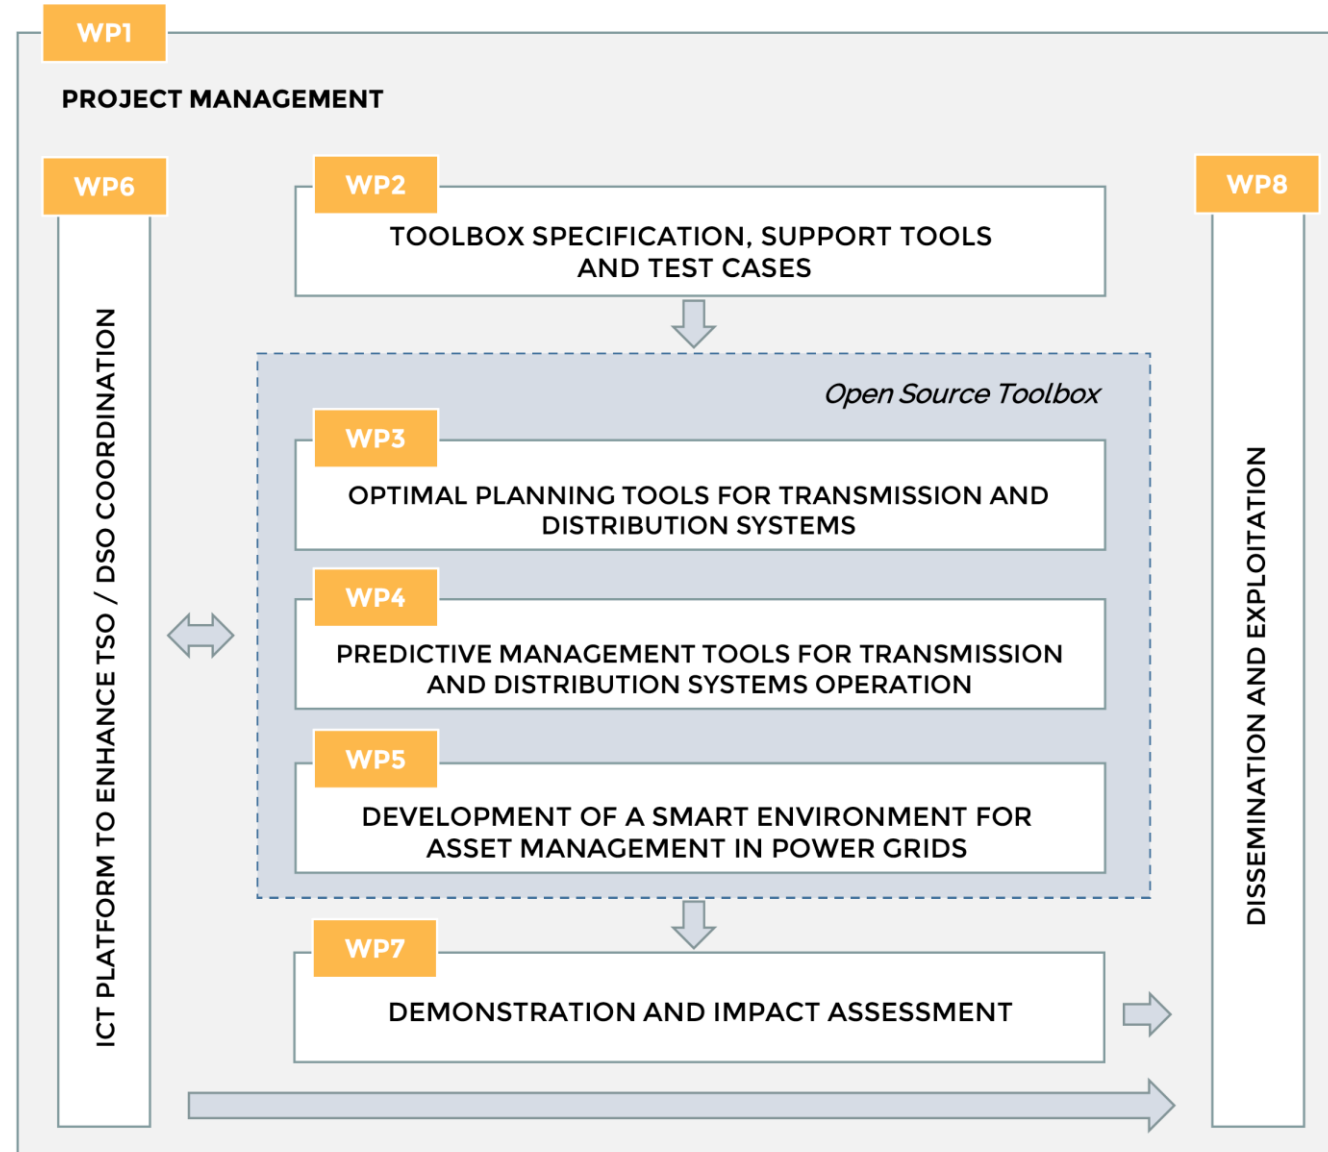 WP1
PROJECT MANAGEMENT
WP6
ICT PLATFORM TO ENHANCE TSO / DSO COORDINATION
WP2
TOOLBOX SPECIFICATION, SUPPORT TOOLS
AND TEST CASES
Open Source Toolbox
WP3
OPTIMAL PLANNING TOOLS FOR TRANSMISSION AND
DISTRIBUTION SYSTEMS
WP4
PREDICTIVE MANAGEMENT TOOLS FOR TRANSMISSION
AND DISTRIBUTION SYSTEMS OPERATION
WP5
DEVELOPMENT OF A SMART ENVIRONMENT FOR
ASSET MANAGEMENT IN POWER GRIDS
WP7
DEMONSTRATION AND IMPACT ASSESSMENT
WP8
DISSEMINATION AND EXPLOITATION